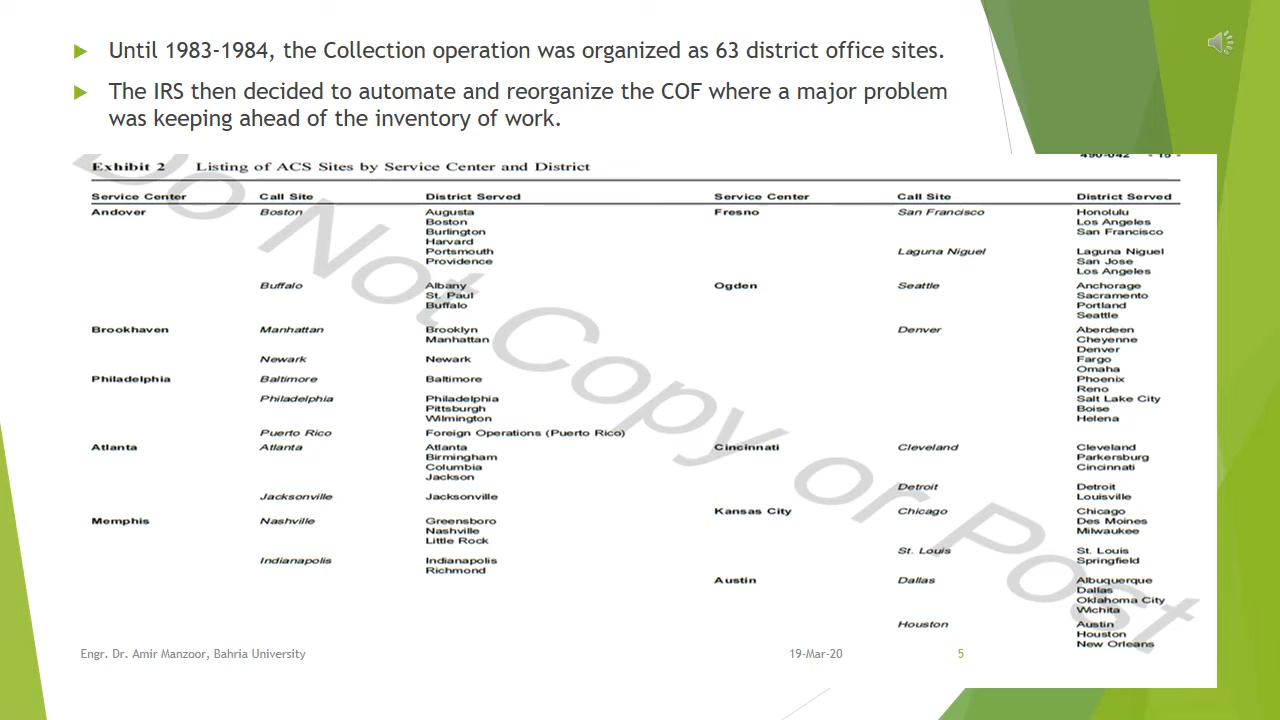 Until 1983-1984, the Collection operation was organized as 63 district office sites.
The IRS then decided to automate and reorganize the COF where a major problem
was keeping ahead of the inventory of work.
490-042 - 15 -
Exhibit 2 Listing of ACS Sites by Service Center and District
Service Center Call Site District Served Service Center Call Site District Served
Andover Boston Augusta Fresno San Francisco Honolulu
Boston Los Angeles
Burlington San Francisco
Harvard
Portsmouth Laguna Niguel Laguna Niguel
Providence San Jose
Los Angeles
Buffalo Albany Ogden Seattle Anchorage
St. Paul Sacramento
Buffalo Portland
Seattle
Brookhaven Manhattan Brooklyn Denver Aberdeen
Manhattan Cheyenne
Denver
Newark Newark Fargo
Omaha
Philadelphia Baltimore Baltimore Phoenix
Reno
Philadelphia Philadelphia Salt Lake City
Pittsburgh Boise
Wilmington Helena
Puerto Rico Foreign Operations (Puerto Rico)
Atlanta Atlanta Atlanta Cincinnati Cleveland Cleveland
Birmingham Parkersburg
Columbia Cincinnati
Jackson
Detroit Detroit
Jacksonville Jacksonville Louisville
Kansas City Chicago Chicago
Memphis Nashville Greensboro Des Moines
Nashville Milwaukee
Little Rock
St. Louis St. Louis
Indianapolis Indianapolis Springfield
Richmond
Austin Dallas Albuquerque
Dallas
Oklahoma City
Wichita
Houston Austin
Houston
New Orleans
Do Not Copy or Post
Engr. Dr. Amir Manzoor, Bahria University 19-Mar-20 5